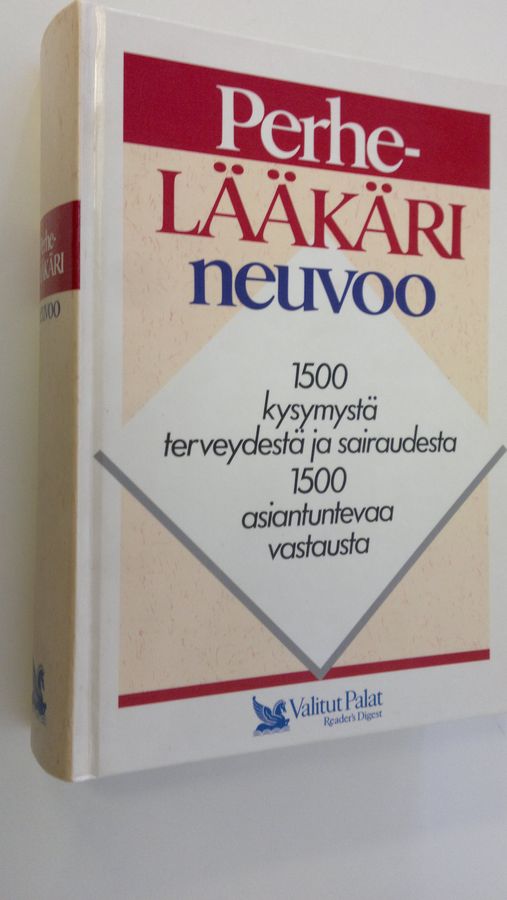 Perhe-
LÄÄKÄRI
neuvoo
1500
kysymystä
terveydestä ja sairaudesta
1500
asiantuntevaa
vastausta
Valitut Palat
Reader's Digest
Perhe-
LÄÄKÄRI
neuvoo